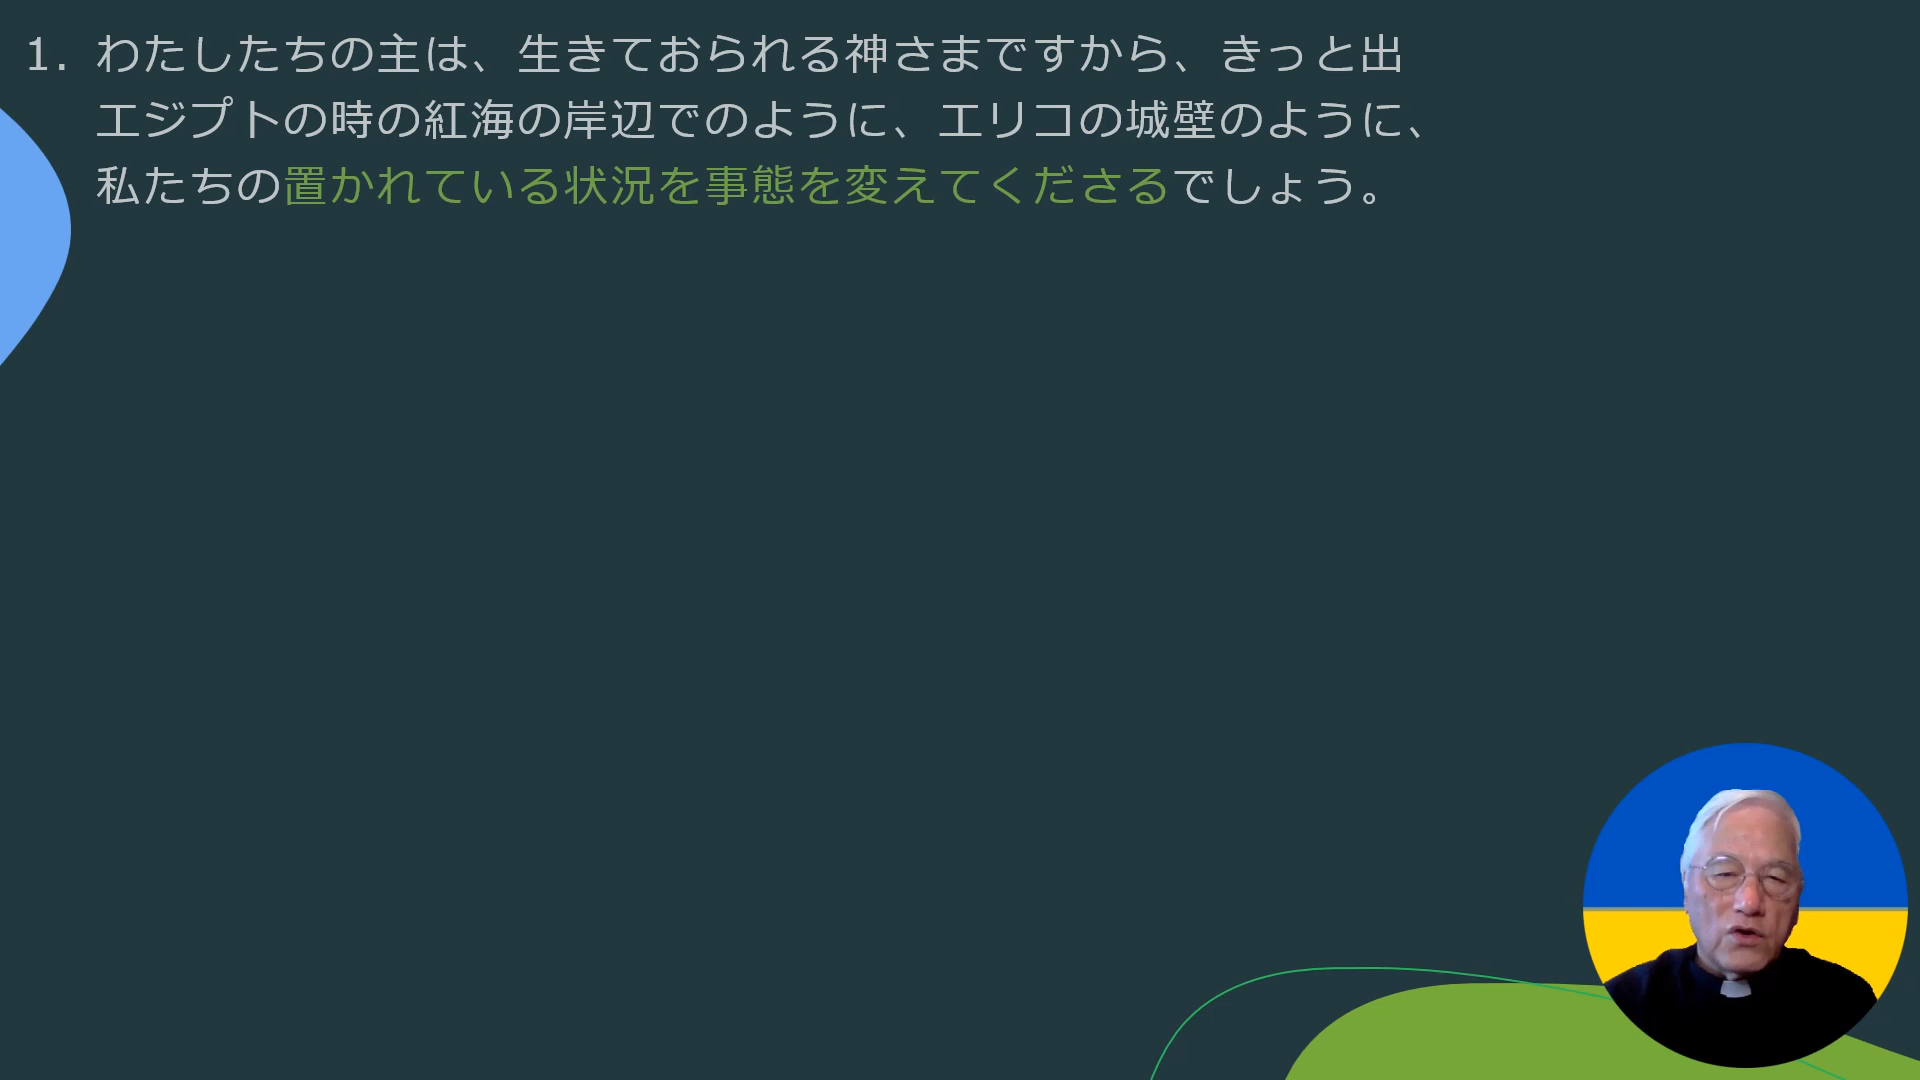 1. わたしたちの主は、生きておられる神さまですから、きっと出
エジプトの時の紅海の岸辺でのように、エリコの城壁のように、
私たちの置かれている状況を事態を変えてくださるでしょう。